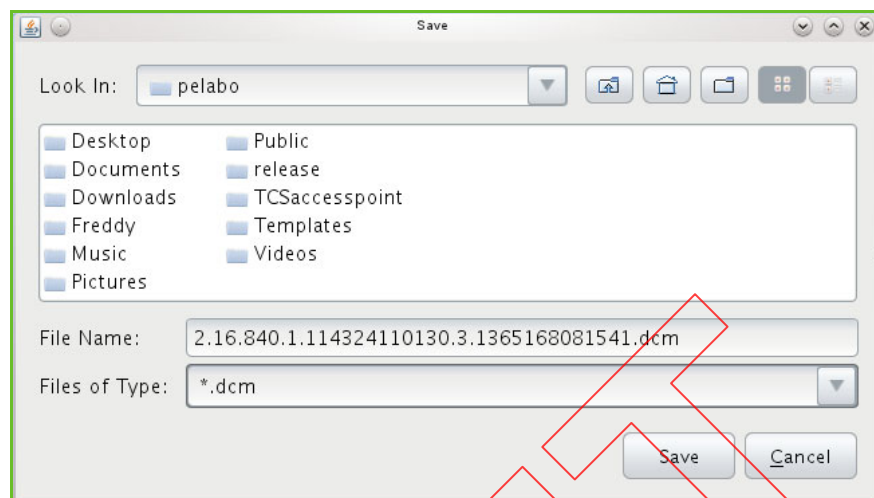 Save
Look In: pelabo
Desktop
Documents
Downloads
Freddy
Music
Pictures
Public
release
TCSaccesspoint
Templates
Videos
File Name: 2.16.840.1.114324110130.3.1365168081541.dcm
Files of Type: *.dcm
Save Cancel